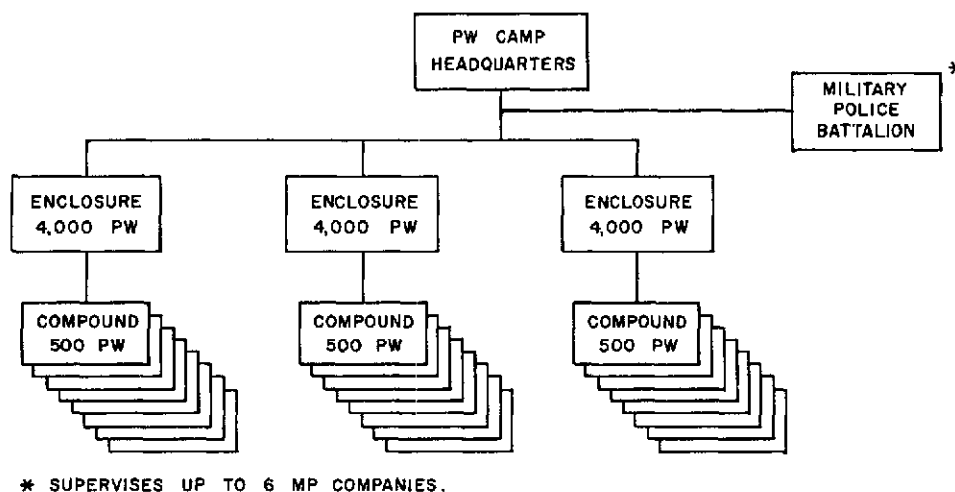 PW CAMP
HEADQUARTERS
*
MILITARY
POLICE
BATTALION
ENCLOSURE
4,000 PW
ENCLOSURE
4,000 PW
ENCLOSURE
4,000 PW
COMPOUND
500 PW
COMPOUND
500 PW
COMPOUND
500 PW
* SUPERVISES UP TO 6 MP COMPANIES.